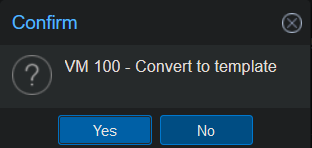 Confirm
VM 100 - Convert to template
Yes
No